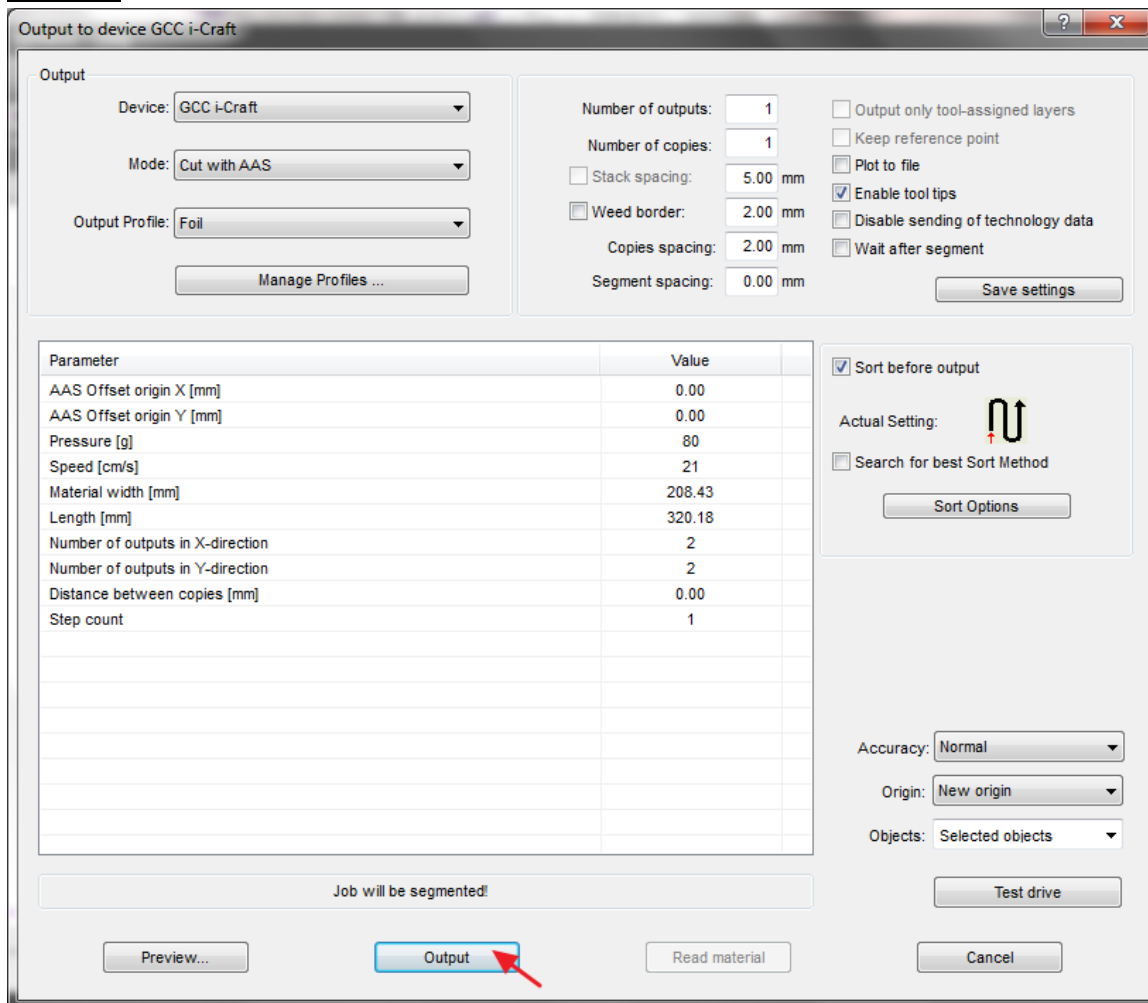 Output to device GCC i-Craft
Output
Device: GCC i-Craft
Mode: Cut with AAS
Output Profile: Foil
Manage Profiles ...
Number of outputs: 1
Number of copies: 1
Stack spacing: 5.00 mm
Weed border: 2.00 mm
Copies spacing: 2.00 mm
Segment spacing: 0.00 mm
Output only tool-assigned layers
Keep reference point
Plot to file
Enable tool tips
Disable sending of technology data
Wait after segment
Save settings
Parameter Value
AAS Offset origin X [mm] 0.00
AAS Offset origin Y [mm] 0.00
Pressure [g] 80
Speed [cm/s] 21
Material width [mm] 208.43
Length [mm] 320.18
Number of outputs in X-direction 2
Number of outputs in Y-direction 2
Distance between copies [mm] 0.00
Step count 1
Sort before output
Actual Setting:
Search for best Sort Method
Sort Options
Accuracy: Normal
Origin: New origin
Objects: Selected objects
Job will be segmented!
Test drive
Preview...
Output
Read material
Cancel